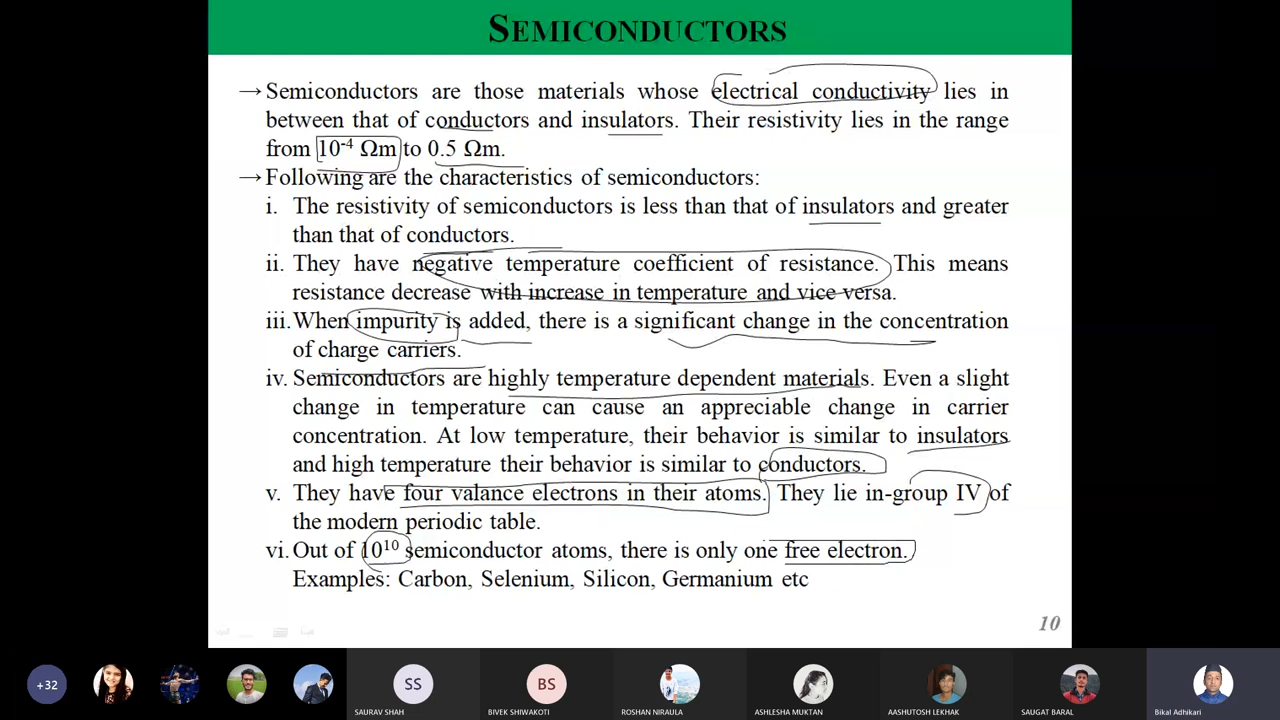 SEMICONDUCTORS
→ Semiconductors are those materials whose electrical conductivity lies in
between that of conductors and insulators. Their resistivity lies in the range
from 10⁻⁴ Ωm to 0.5 Ωm.
→ Following are the characteristics of semiconductors:
i. The resistivity of semiconductors is less than that of insulators and greater
than that of conductors.
ii. They have negative temperature coefficient of resistance. This means
resistance decrease with increase in temperature and vice versa.
iii. When impurity is added, there is a significant change in the concentration
of charge carriers.
iv. Semiconductors are highly temperature dependent materials. Even a slight
change in temperature can cause an appreciable change in carrier
concentration. At low temperature, their behavior is similar to insulators
and high temperature their behavior is similar to conductors.
v. They have four valance electrons in their atoms. They lie in-group IV of
the modern periodic table.
vi. Out of 10¹⁰ semiconductor atoms, there is only one free electron.
Examples: Carbon, Selenium, Silicon, Germanium etc
10
+32
SS
BS
SAURAV SHAH
BIVEK SHIWAKOTI
ROSHAN NIRAULA
ASHLESHA MUKTAN
AASHUTOSH LEKHAK
SAUGAT BARAL
Bikal Adhikari